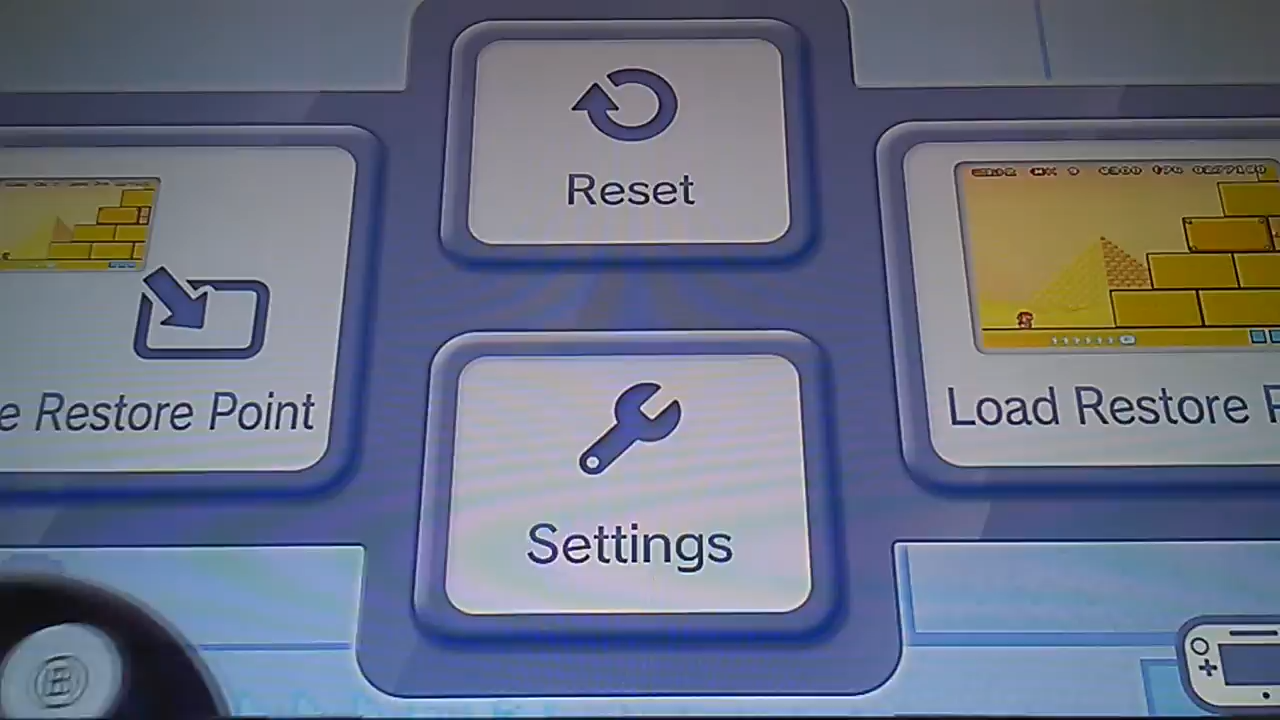 Reset
e Restore Point
Load Restore P
Settings
B